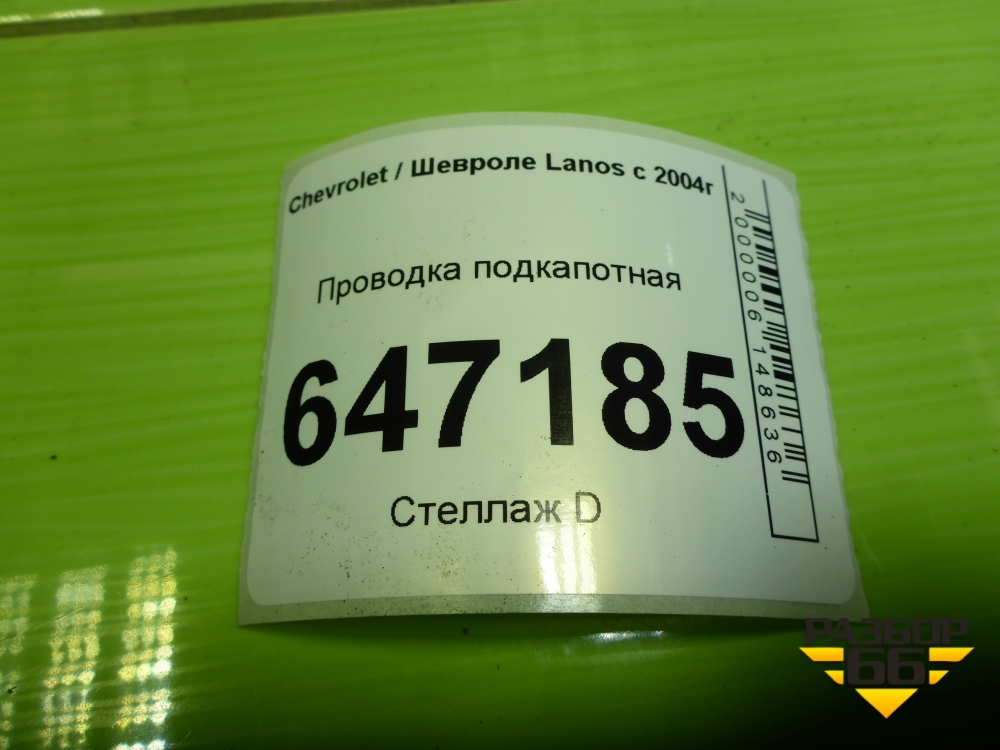 Chevrolet / Шевроле Lanos с 2004г
Проводка подкапотная
647185
Стеллаж D
2000006148636
РАЗБОР
66